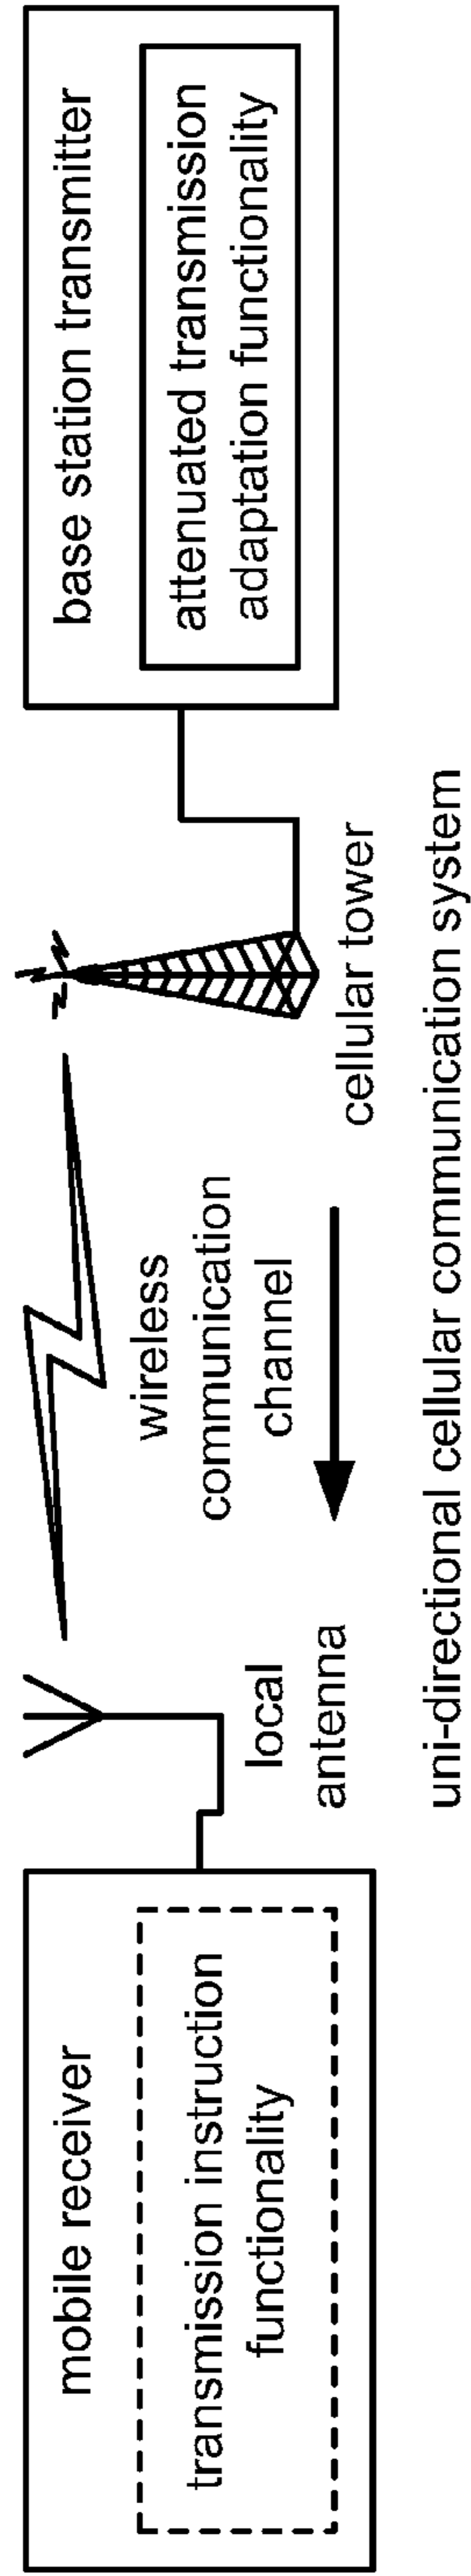 mobile receiver
transmission instruction
functionality
local
antenna
wireless
communication
channel
cellular tower
base station transmitter
attenuated transmission
adaptation functionality
uni-directional cellular communication system